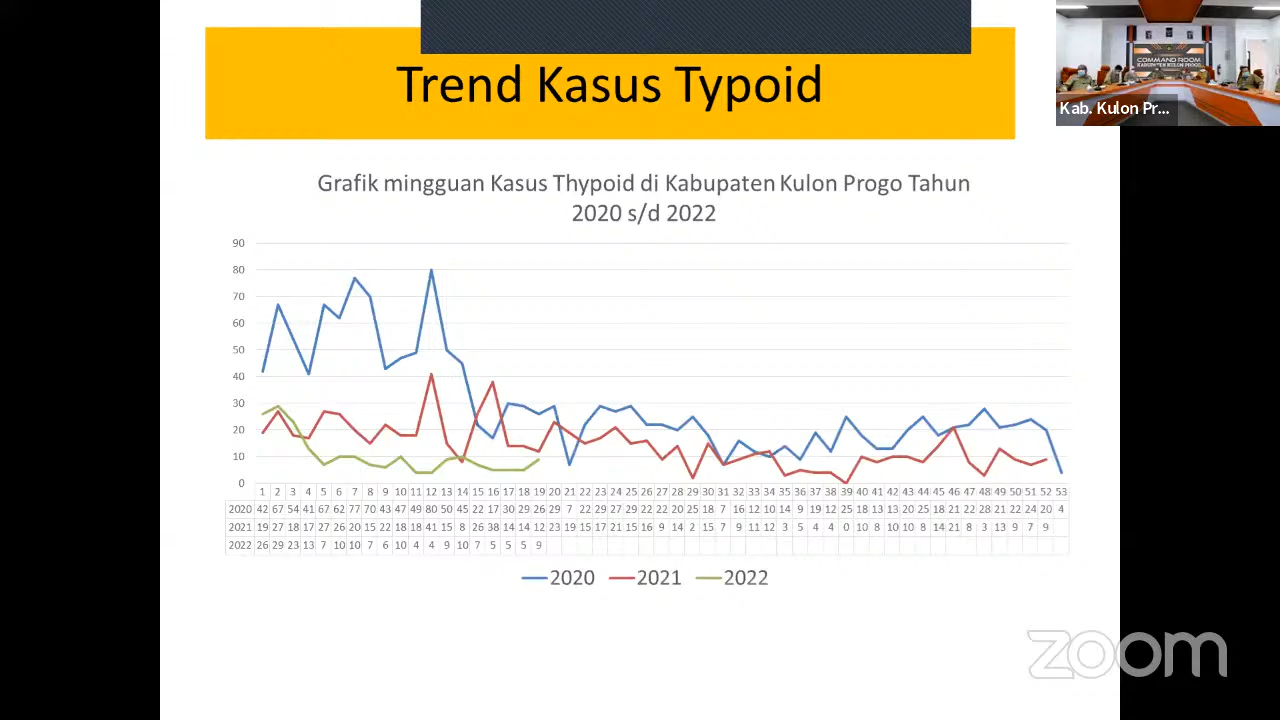 Trend Kasus Typoid
COMMAND ROOM
KABUPATEN KULON PROGO
Kab. Kulon Pr...
Grafik mingguan Kasus Thypoid di Kabupaten Kulon Progo Tahun
2020 s/d 2022
90
80
70
60
50
40
30
20
10
0
1 2 3 4 5 6 7 8 9 10 11 12 13 14 15 16 17 18 19 20 21 22 23 24 25 26 27 28 29 30 31 32 33 34 35 36 37 38 39 40 41 42 43 44 45 46 47 48 49 50 51 52 53
2020 42 67 54 41 67 62 77 70 43 47 49 80 50 45 22 17 30 29 26 29 7 22 29 27 29 22 22 20 25 18 7 16 12 10 14 9 19 12 25 18 13 13 20 25 18 21 22 28 21 22 24 20 4
2021 19 27 18 17 27 26 20 15 22 18 18 41 15 8 26 38 14 14 12 23 19 15 17 21 15 16 9 14 2 15 7 9 11 12 3 5 4 4 0 10 8 10 10 8 14 21 8 3 13 9 7 9
2022 26 29 23 13 7 10 10 7 6 10 4 4 9 10 7 5 5 5 9
2020 2021 2022
zoom